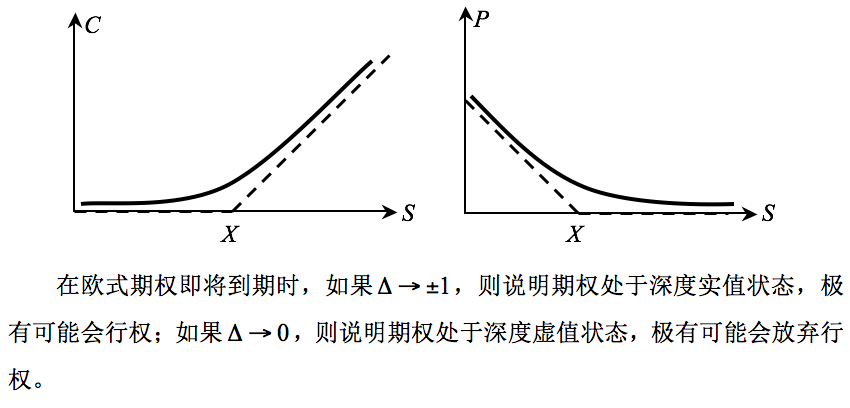 C
S
X
P
S
X
在欧式期权即将到期时，如果 Δ → ±1，则说明期权处于深度实值状态，极
有可能会行权；如果 Δ → 0，则说明期权处于深度虚值状态，极有可能会放弃行
权。